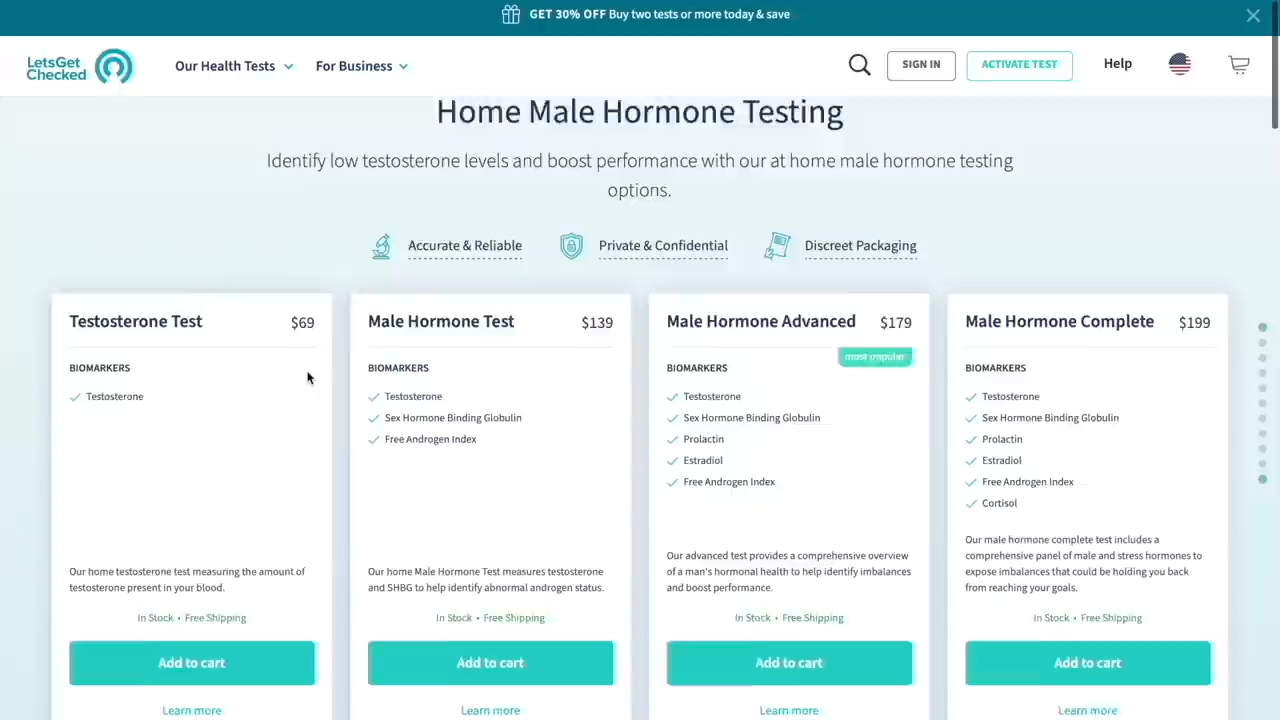 GET 30% OFF Buy two tests or more today & save
LetsGet
Checked
Our Health Tests
For Business
SIGN IN
ACTIVATE TEST
Help
Home Male Hormone Testing
Identify low testosterone levels and boost performance with our at home male hormone testing
options.
Accurate & Reliable
Private & Confidential
Discreet Packaging
Testosterone Test $69
BIOMARKERS
Testosterone
Our home testosterone test measuring the amount of
testosterone present in your blood.
In Stock • Free Shipping
Add to cart
Learn more
Male Hormone Test $139
BIOMARKERS
Testosterone
Sex Hormone Binding Globulin
Free Androgen Index
Our home Male Hormone Test measures testosterone
and SHBG to help identify abnormal androgen status.
In Stock • Free Shipping
Add to cart
Learn more
Male Hormone Advanced $179
most popular
BIOMARKERS
Testosterone
Sex Hormone Binding Globulin
Prolactin
Estradiol
Free Androgen Index
Our advanced test provides a comprehensive overview
of a man's hormonal health to help identify imbalances
and boost performance.
In Stock • Free Shipping
Add to cart
Learn more
Male Hormone Complete $199
BIOMARKERS
Testosterone
Sex Hormone Binding Globulin
Prolactin
Estradiol
Free Androgen Index
Cortisol
Our male hormone complete test includes a
comprehensive panel of male and stress hormones to
expose imbalances that could be holding you back
from reaching your goals.
In Stock • Free Shipping
Add to cart
Learn more